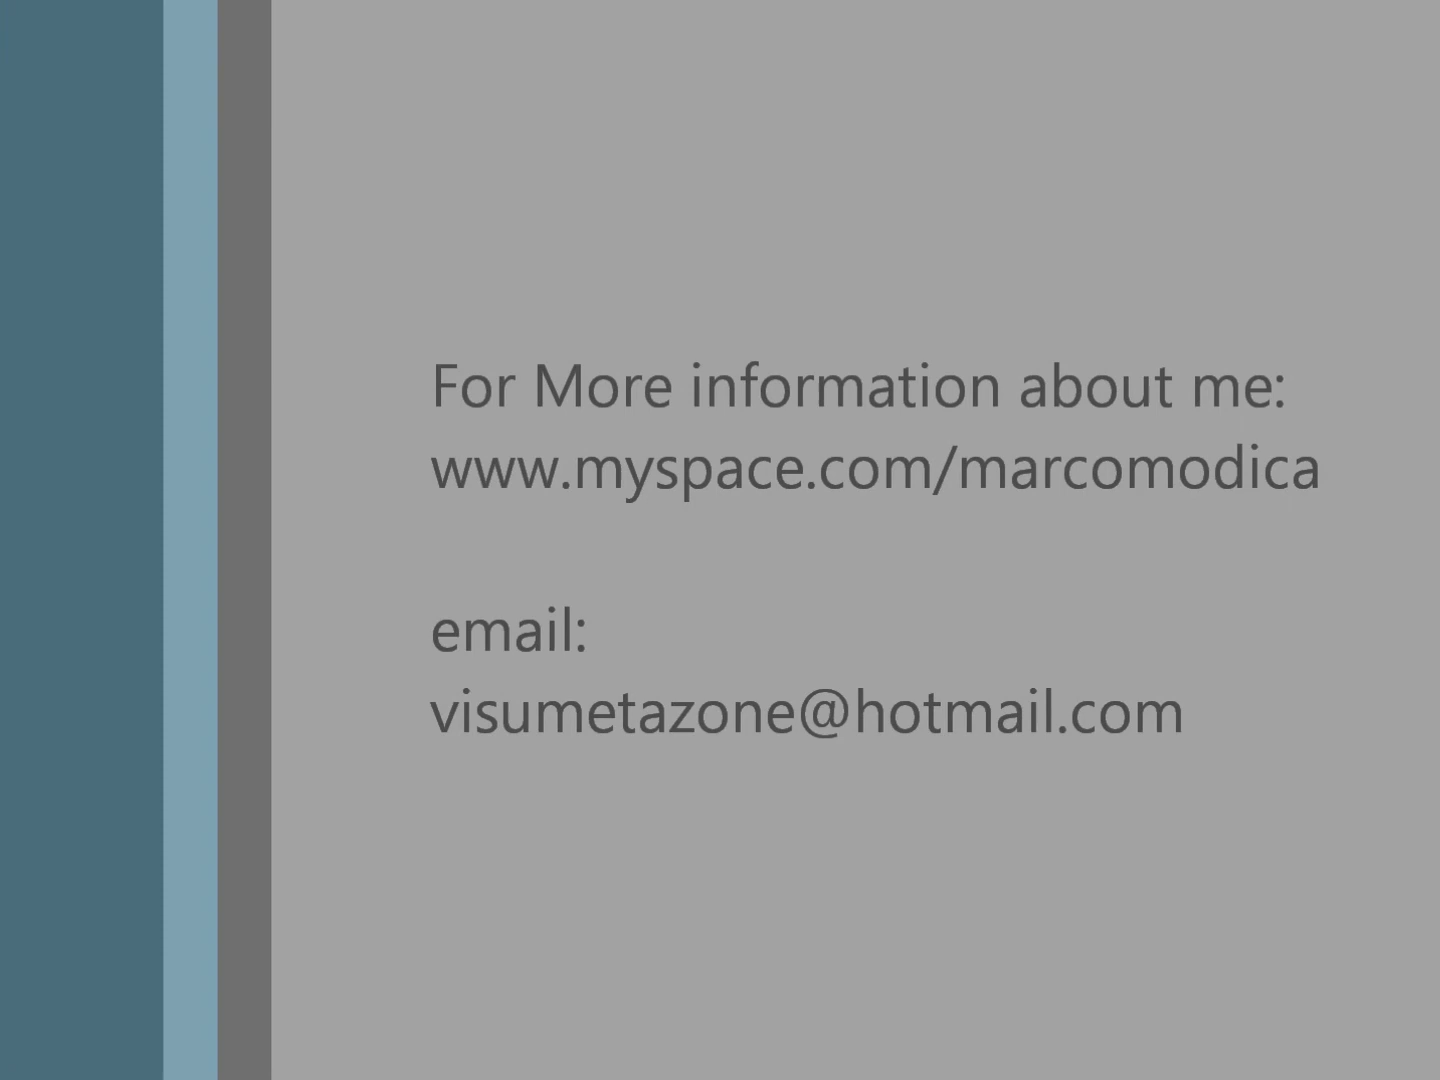 For More information about me:
www.myspace.com/marcomodica
email:
visumetazone@hotmail.com